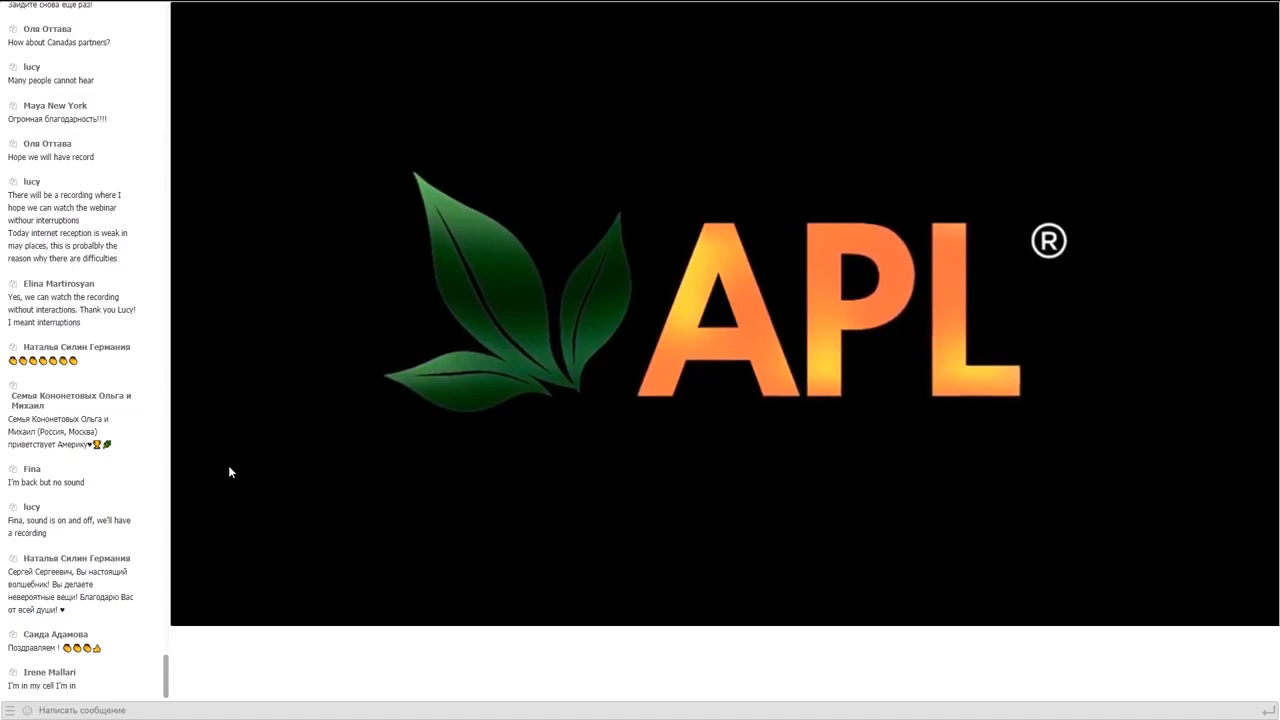 Зайдите снова еще раз!
Оля Оттава
How about Canadas partners?
lucy
Many people cannot hear
Maya New York
Огромная благодарность!!!!
Оля Оттава
Hope we will have record
lucy
There will be a recording where I
hope we can watch the webinar
withour interruptions
Today internet reception is weak in
may places, this is probalbly the
reason why there are difficulties
Elina Martirosyan
Yes, we can watch the recording
without interactions. Thank you Lucy!
I meant interruptions
Наталья Силин Германия
Семья Кононетовых Ольга и
Михаил
Семья Кононетовых Ольга и
Михаил (Россия, Москва)
приветствует Америку
Fina
I'm back but no sound
lucy
Fina, sound is on and off, we'll have
a recording
Наталья Силин Германия
Сергей Сергеевич, Вы настоящий
волшебник! Вы делаете
невероятные вещи! Благодарю Вас
от всей души!
Саида Адамова
Поздравляем !
Irene Mallari
I'm in my cell I'm in
Написать сообщение
APL ®